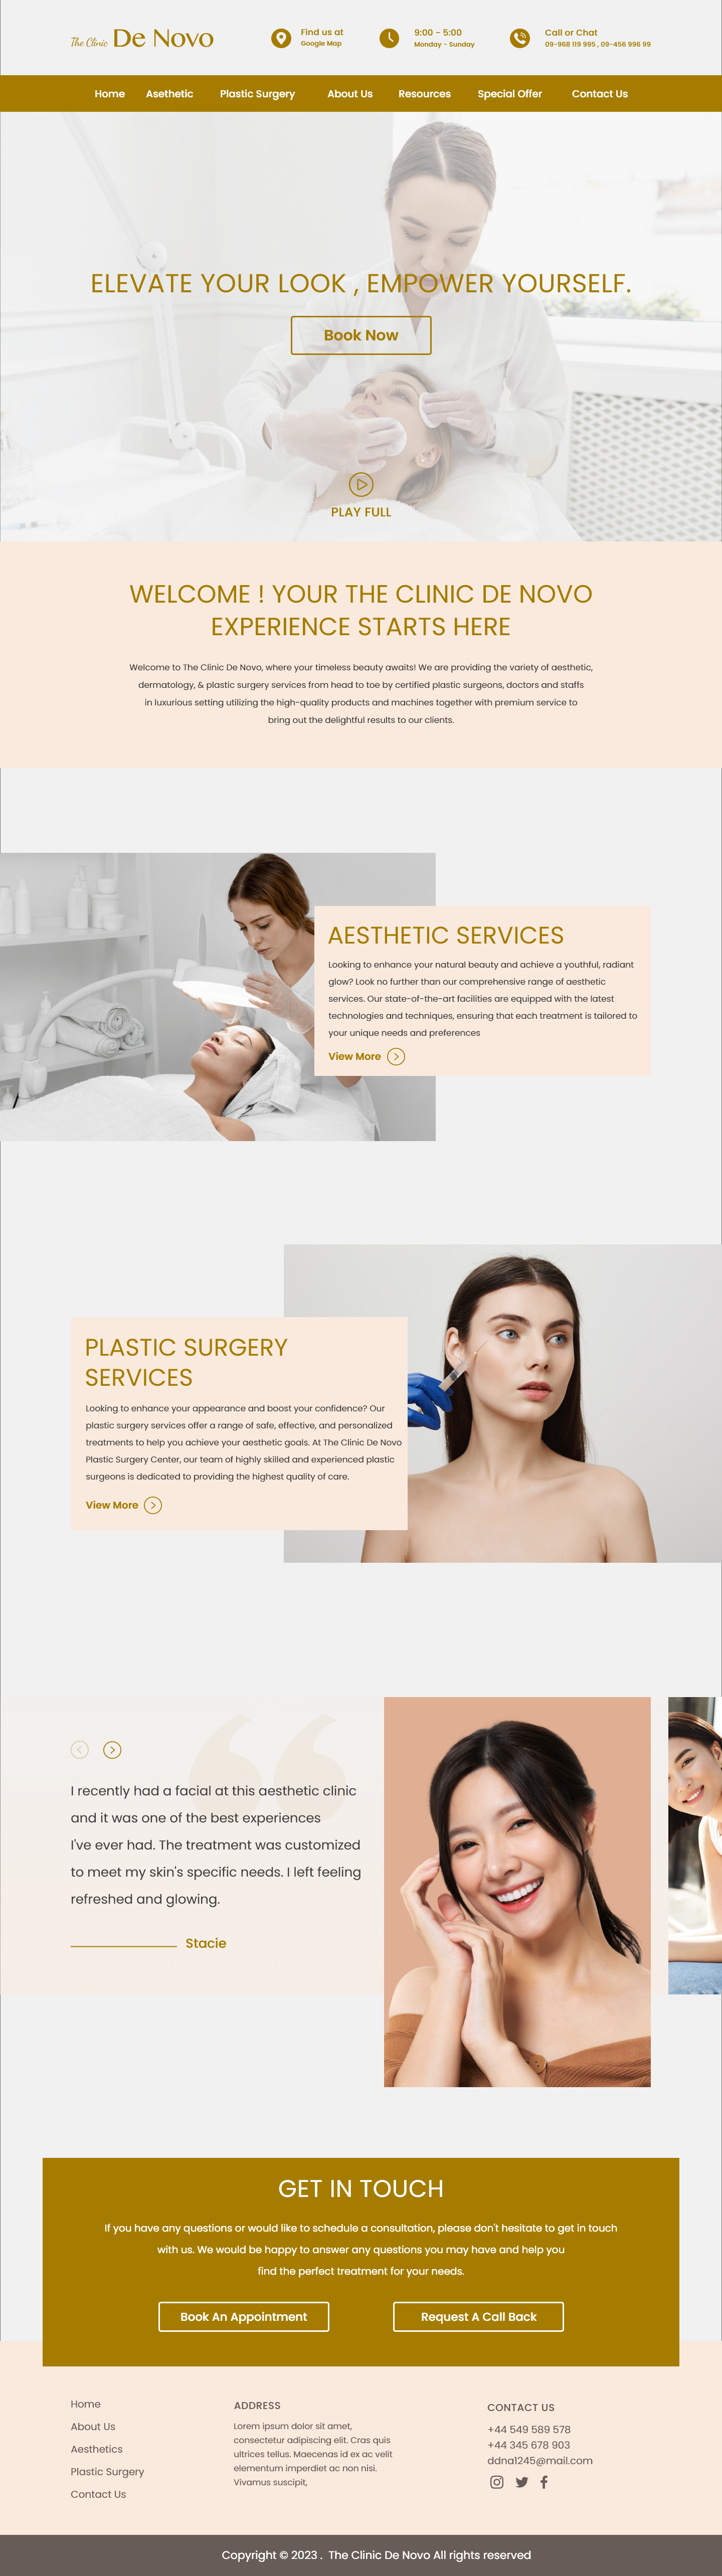 The Clinic De Novo
Find us at
Google Map
9:00 - 5:00
Monday - Sunday
Call or Chat
09-968 119 995 , 09-456 996 99
Home Asethetic Plastic Surgery About Us Resources Special Offer Contact Us
ELEVATE YOUR LOOK , EMPOWER YOURSELF.
Book Now
PLAY FULL
WELCOME ! YOUR THE CLINIC DE NOVO
EXPERIENCE STARTS HERE
Welcome to The Clinic De Novo, where your timeless beauty awaits! We are providing the variety of aesthetic,
dermatology, & plastic surgery services from head to toe by certified plastic surgeons, doctors and staffs
in luxurious setting utilizing the high-quality products and machines together with premium service to
bring out the delightful results to our clients.
AESTHETIC SERVICES
Looking to enhance your natural beauty and achieve a youthful, radiant
glow? Look no further than our comprehensive range of aesthetic
services. Our state-of-the-art facilities are equipped with the latest
technologies and techniques, ensuring that each treatment is tailored to
your unique needs and preferences
View More
PLASTIC SURGERY
SERVICES
Looking to enhance your appearance and boost your confidence? Our
plastic surgery services offer a range of safe, effective, and personalized
treatments to help you achieve your aesthetic goals. At The Clinic De Novo
Plastic Surgery Center, our team of highly skilled and experienced plastic
surgeons is dedicated to providing the highest quality of care.
View More
I recently had a facial at this aesthetic clinic
and it was one of the best experiences
I've ever had. The treatment was customized
to meet my skin's specific needs. I left feeling
refreshed and glowing.
Stacie
GET IN TOUCH
If you have any questions or would like to schedule a consultation, please don't hesitate to get in touch
with us. We would be happy to answer any questions you may have and help you
find the perfect treatment for your needs.
Book An Appointment
Request A Call Back
Home
About Us
Aesthetics
Plastic Surgery
Contact Us
ADDRESS
Lorem ipsum dolor sit amet,
consectetur adipiscing elit. Cras quis
ultrices tellus. Maecenas id ex ac velit
elementum imperdiet ac non nisi.
Vivamus suscipit,
CONTACT US
+44 549 589 578
+44 345 678 903
ddna1245@mail.com
Copyright © 2023 . The Clinic De Novo All rights reserved